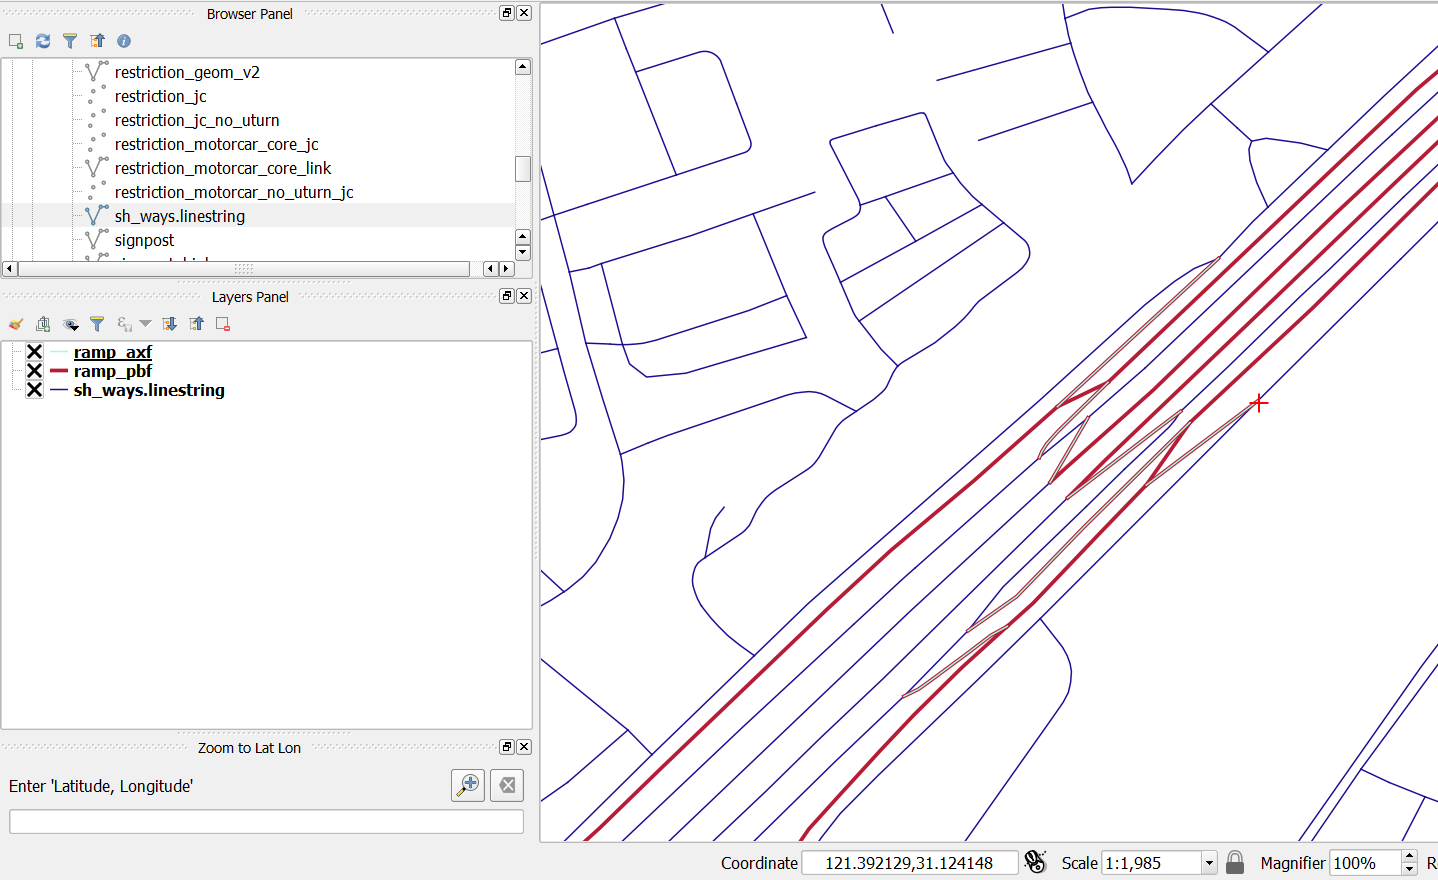 Browser Panel
restriction_geom_v2
restriction_jc
restriction_jc_no_uturn
restriction_motorcar_core_jc
restriction_motorcar_core_link
restriction_motorcar_no_uturn_jc
sh_ways.linestring
signpost
Layers Panel
ramp_axf
ramp_pbf
sh_ways.linestring
Zoom to Lat Lon
Enter 'Latitude, Longitude'
Coordinate 121.392129,31.124148 Scale 1:1,985 Magnifier 100% R